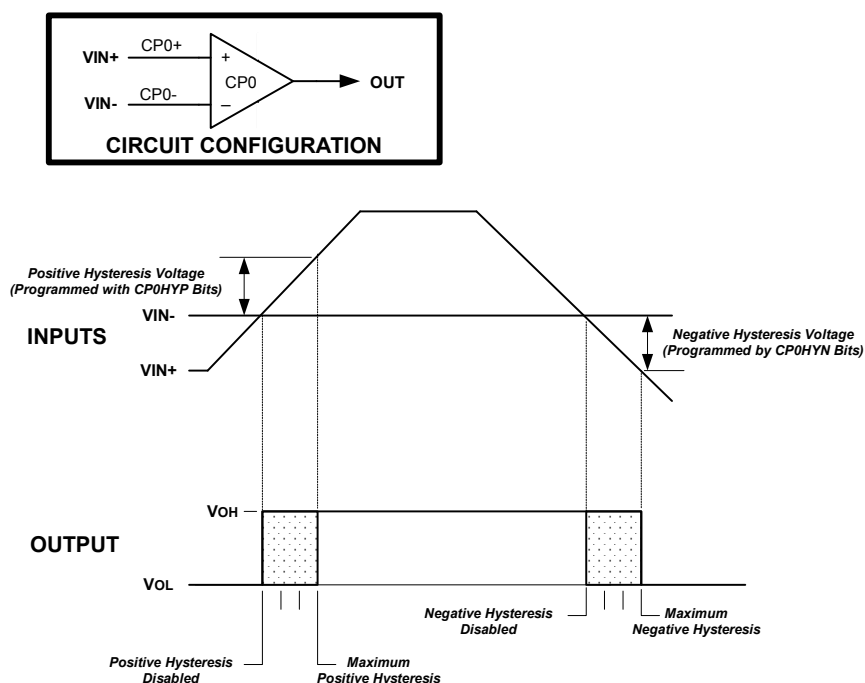 VIN+
CP0+
+
CP0
OUT
VIN-
CP0-
–
CIRCUIT CONFIGURATION
Positive Hysteresis Voltage
(Programmed with CP0HYP Bits)
VIN-
INPUTS
VIN+
Negative Hysteresis Voltage
(Programmed by CP0HYN Bits)
VOH
OUTPUT
VOL
Negative Hysteresis
Disabled
Maximum
Negative Hysteresis
Positive Hysteresis
Disabled
Maximum
Positive Hysteresis